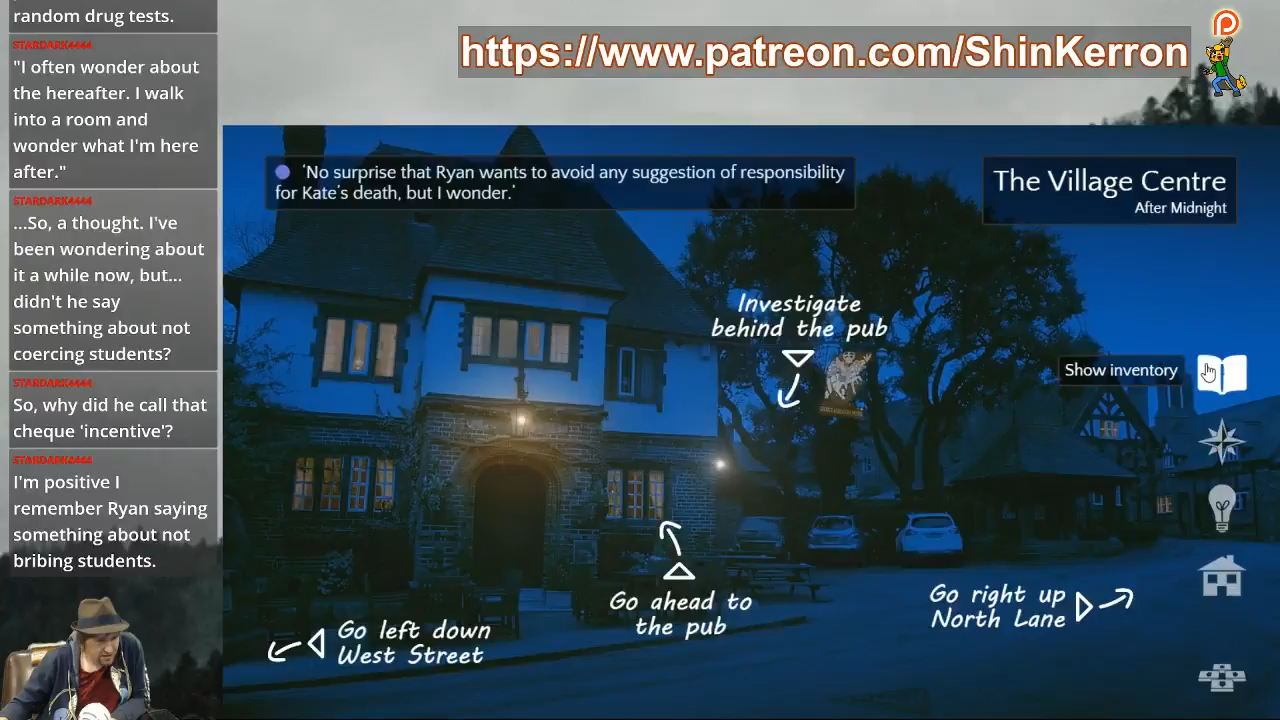 random drug tests.
STARDARK4444
"I often wonder about
the hereafter. I walk
into a room and
wonder what I'm here
after."
STARDARK4444
...So, a thought. I've
been wondering about
it a while now, but...
didn't he say
something about not
coercing students?
STARDARK4444
So, why did he call that
cheque 'incentive'?
STARDARK4444
I'm positive I
remember Ryan saying
something about not
bribing students.
https://www.patreon.com/ShinKerron
'No surprise that Ryan wants to avoid any suggestion of responsibility
for Kate's death, but I wonder.'
The Village Centre
After Midnight
Investigate
behind the pub
Show inventory
Go ahead to
the pub
Go right up
North Lane
Go left down
West Street